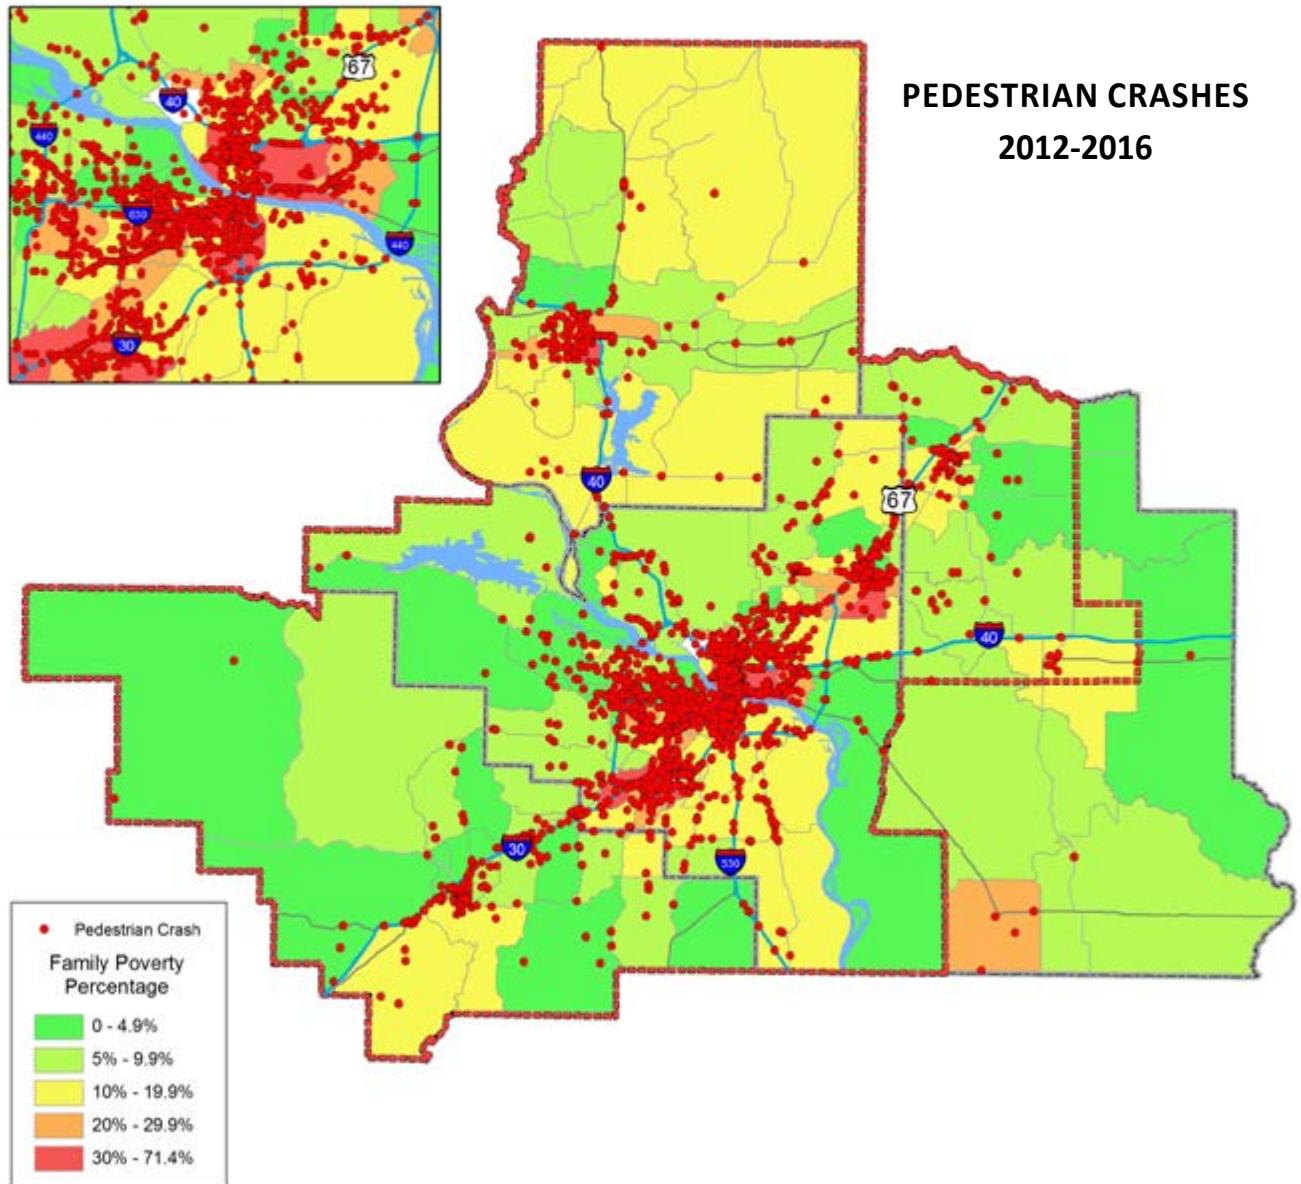 PEDESTRIAN CRASHES
2012-2016
67
40
440
630
440
30
40
67
40
30
530
Pedestrian Crash
Family Poverty
Percentage
0 - 4.9%
5% - 9.9%
10% - 19.9%
20% - 29.9%
30% - 71.4%